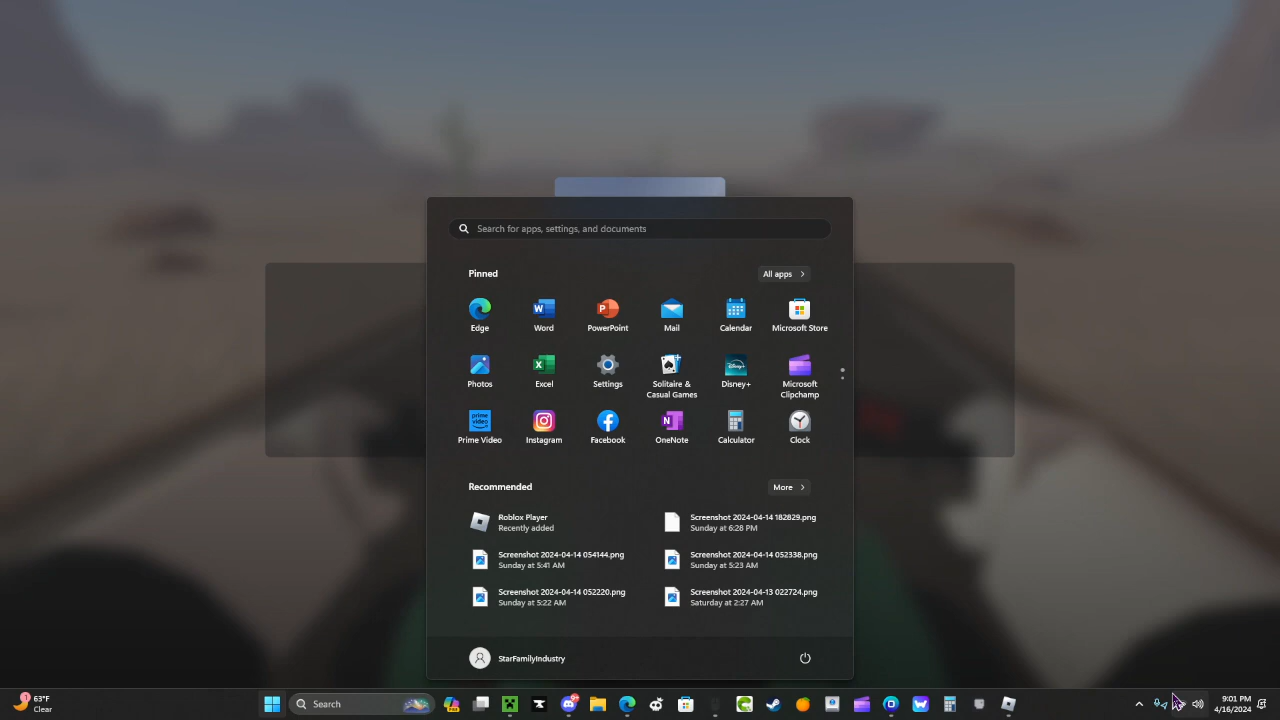 Search for apps, settings, and documents
Pinned
All apps
Edge
Word
PowerPoint
Mail
Calendar
Microsoft Store
Photos
Excel
Settings
Solitaire &
Casual Games
Disney+
Microsoft
Clipchamp
prime
video
Prime Video
Instagram
Facebook
OneNote
Calculator
Clock
Recommended
More
Roblox Player
Recently added
Screenshot 2024-04-14 182829.png
Sunday at 6:28 PM
Screenshot 2024-04-14 054144.png
Sunday at 5:41 AM
Screenshot 2024-04-14 052338.png
Sunday at 5:23 AM
Screenshot 2024-04-14 052220.png
Sunday at 5:22 AM
Screenshot 2024-04-13 022724.png
Saturday at 2:27 AM
StarFamilyIndustry
63°F
Clear
Search
9:01 PM
4/16/2024